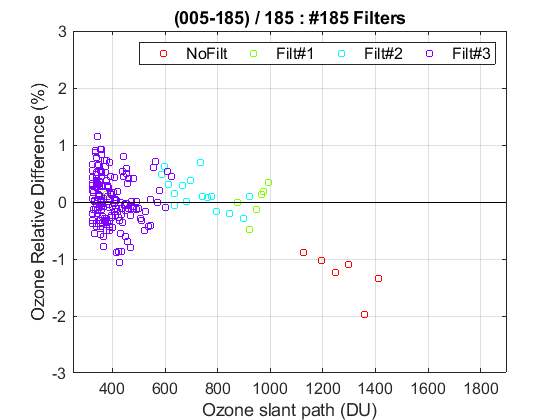 (005-185) / 185 : #185 Filters
NoFilt Filt#1 Filt#2 Filt#3
Ozone Relative Difference (%)
3
2
1
0
-1
-2
-3
400 600 800 1000 1200 1400 1600 1800
Ozone slant path (DU)